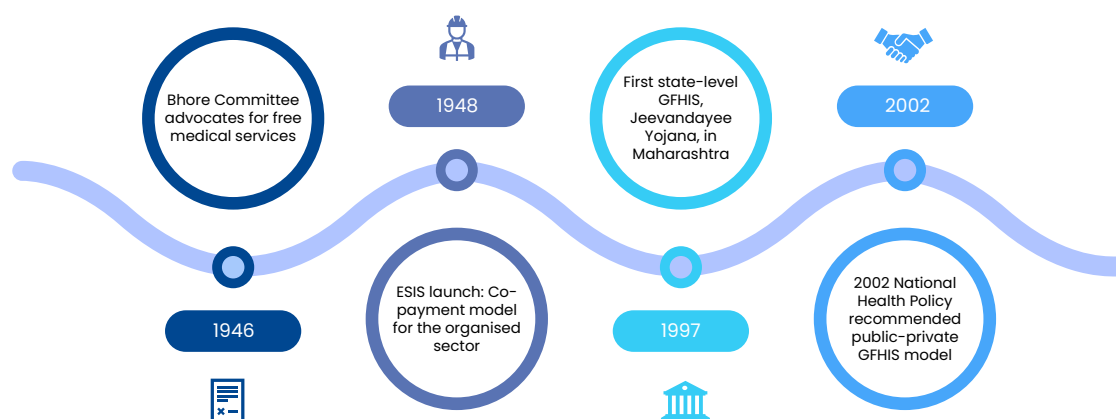 Bhore Committee
advocates for free
medical services
1946
1948
ESIS launch: Co-
payment model
for the organised
sector
First state-level
GFHIS,
Jeevandayee
Yojana, in
Maharashtra
1997
2002
2002 National
Health Policy
recommended
public-private
GFHIS model